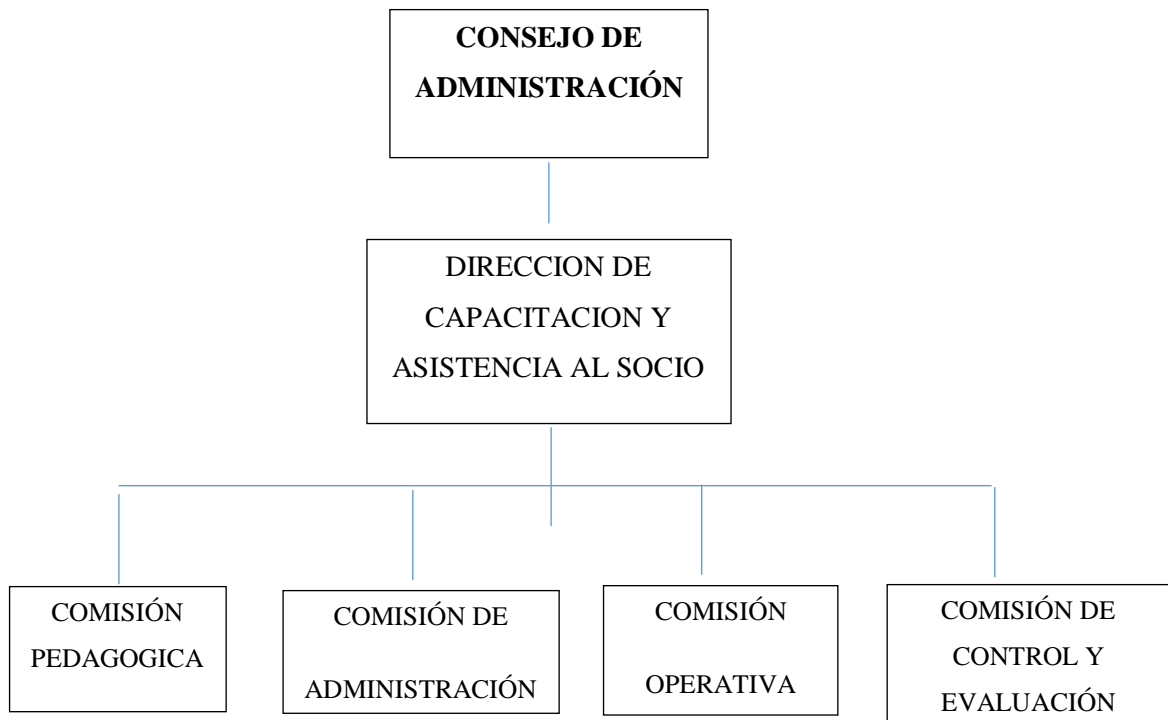 CONSEJO DE
ADMINISTRACIÓN
DIRECCION DE
CAPACITACION Y
ASISTENCIA AL SOCIO
COMISIÓN
PEDAGOGICA
COMISIÓN DE
ADMINISTRACIÓN
COMISIÓN
OPERATIVA
COMISIÓN DE
CONTROL Y
EVALUACIÓN